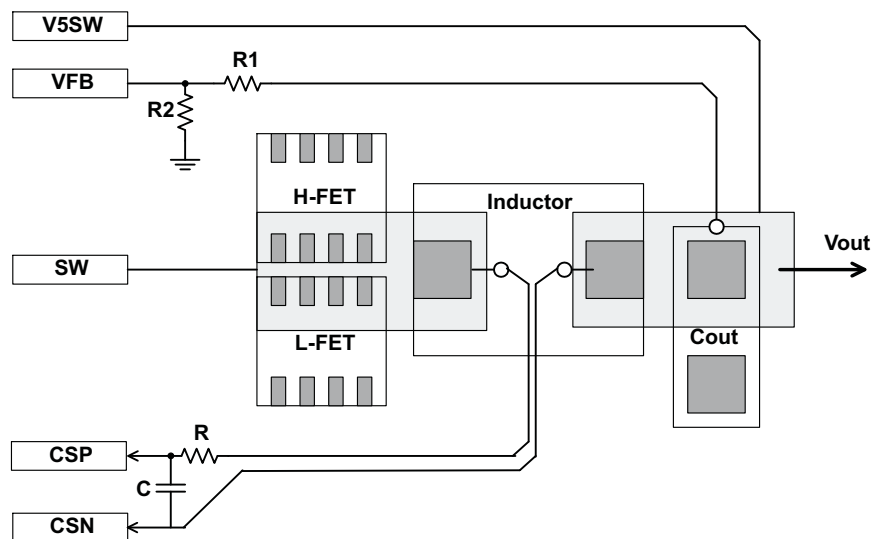 V5SW
VFB
R1
R2
H-FET
Inductor
SW
Vout
L-FET
Cout
R
CSP
C
CSN